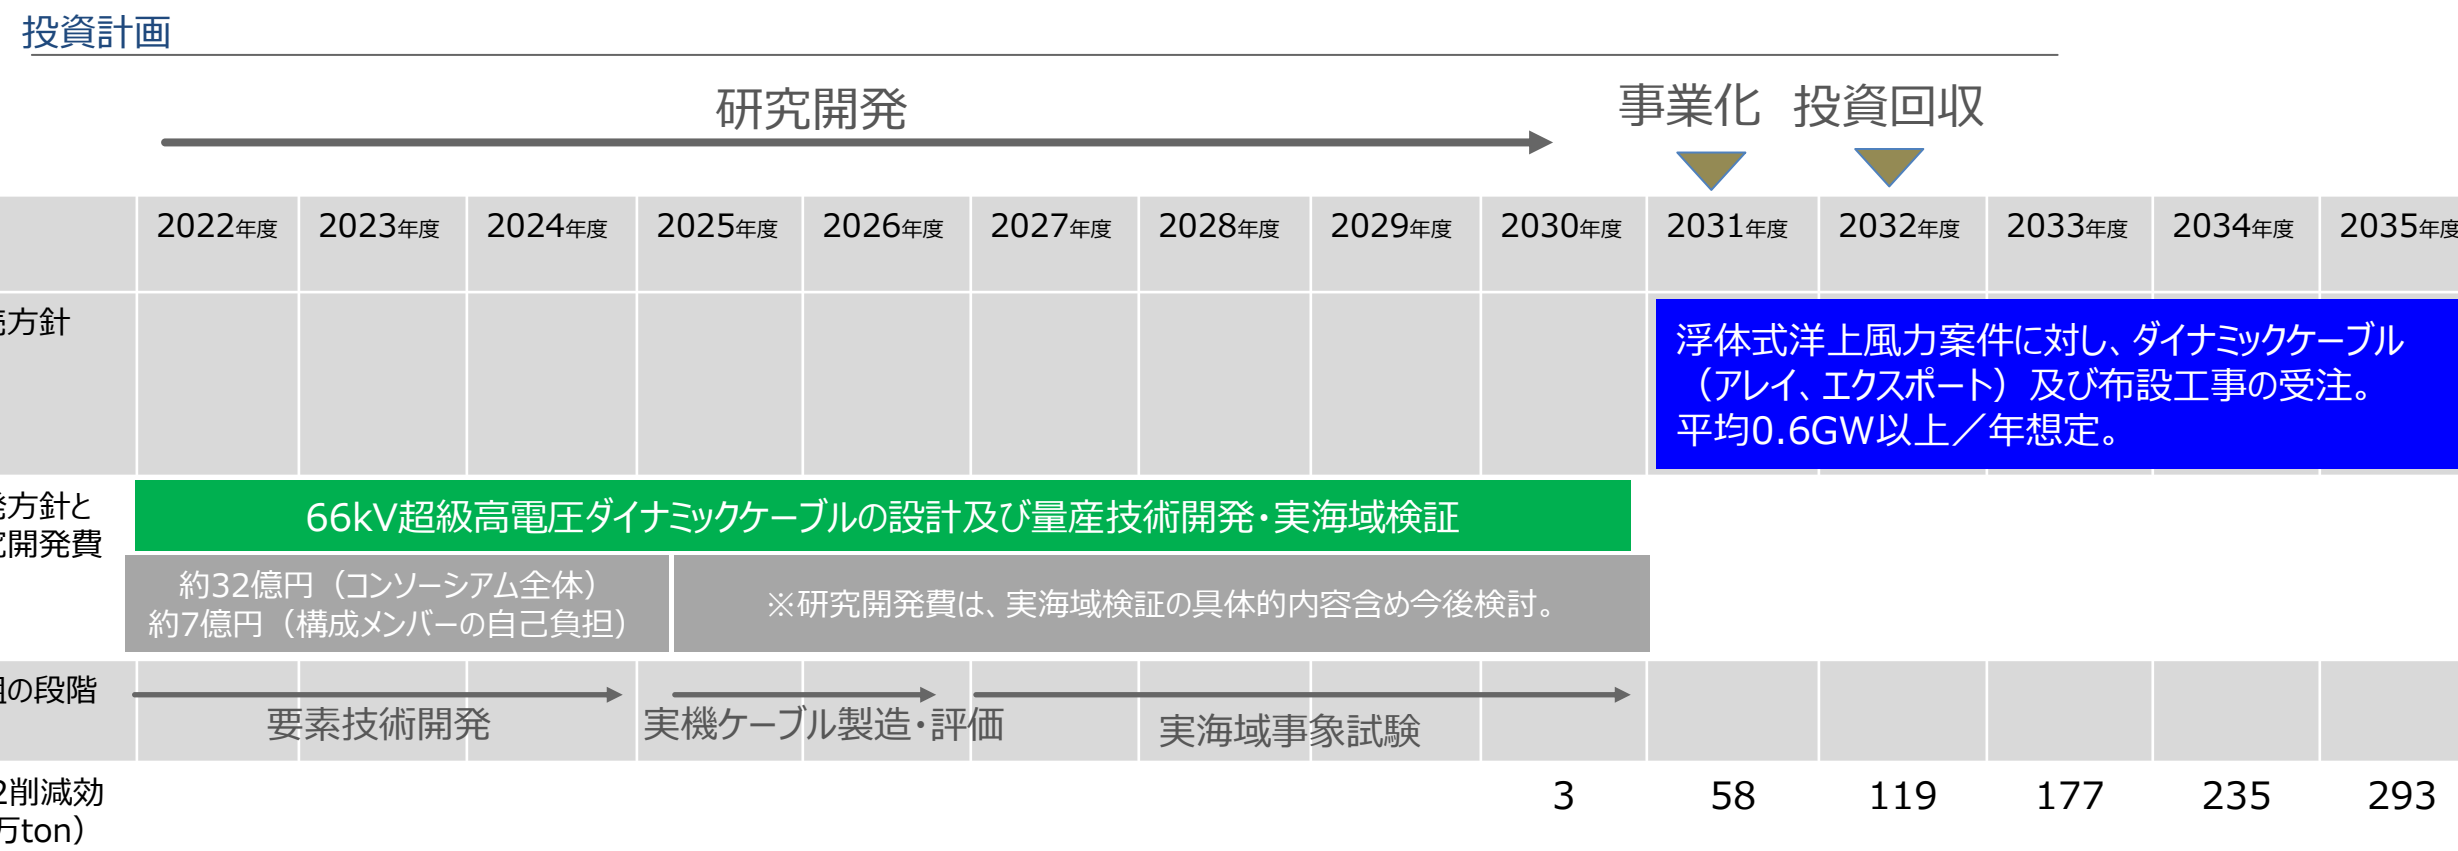 投資計画
研究開発
事業化 投資回収
2022年度 2023年度 2024年度 2025年度 2026年度 2027年度 2028年度 2029年度 2030年度 2031年度 2032年度 2033年度 2034年度 2035年度
方針
浮体式洋上風力案件に対し、ダイナミックケーブル
（アレイ、エクスポート）及び布設工事の受注。
平均0.6GW以上／年想定。
方針と
開発費
66kV超級高電圧ダイナミックケーブルの設計及び量産技術開発・実海域検証
約32億円（コンソーシアム全体）
約7億円（構成メンバーの自己負担）
※研究開発費は、実海域検証の具体的内容含め今後検討。
の段階
要素技術開発
実機ケーブル製造・評価
実海域事象試験
2削減効
万ton）
3 58 119 177 235 293